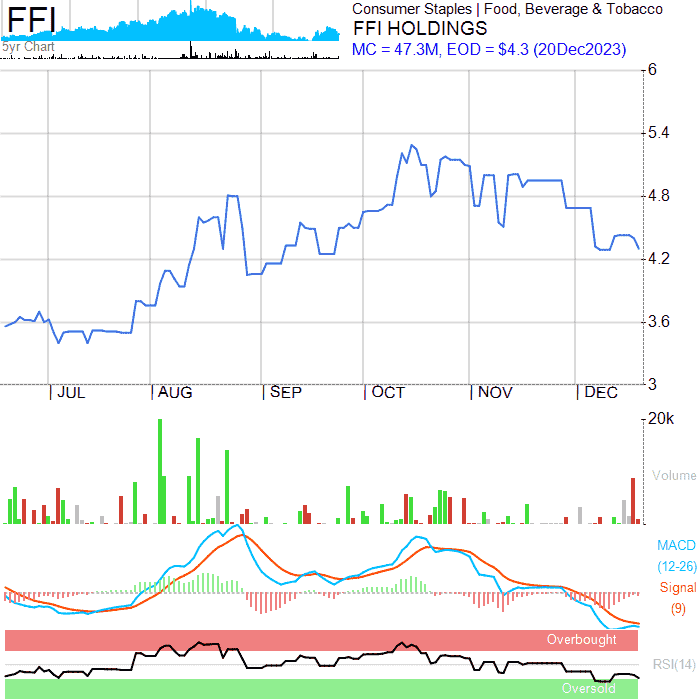 FFI
5yr Chart
Consumer Staples | Food, Beverage & Tobacco
FFI HOLDINGS
MC = 47.3M, EOD = $4.3 (20Dec2023)
6
5.4
4.8
4.2
3.6
3
JUL
AUG
SEP
OCT
NOV
DEC
20k
Volume
MACD
(12-26)
Signal
(9)
Overbought
RSI(14)
Oversold